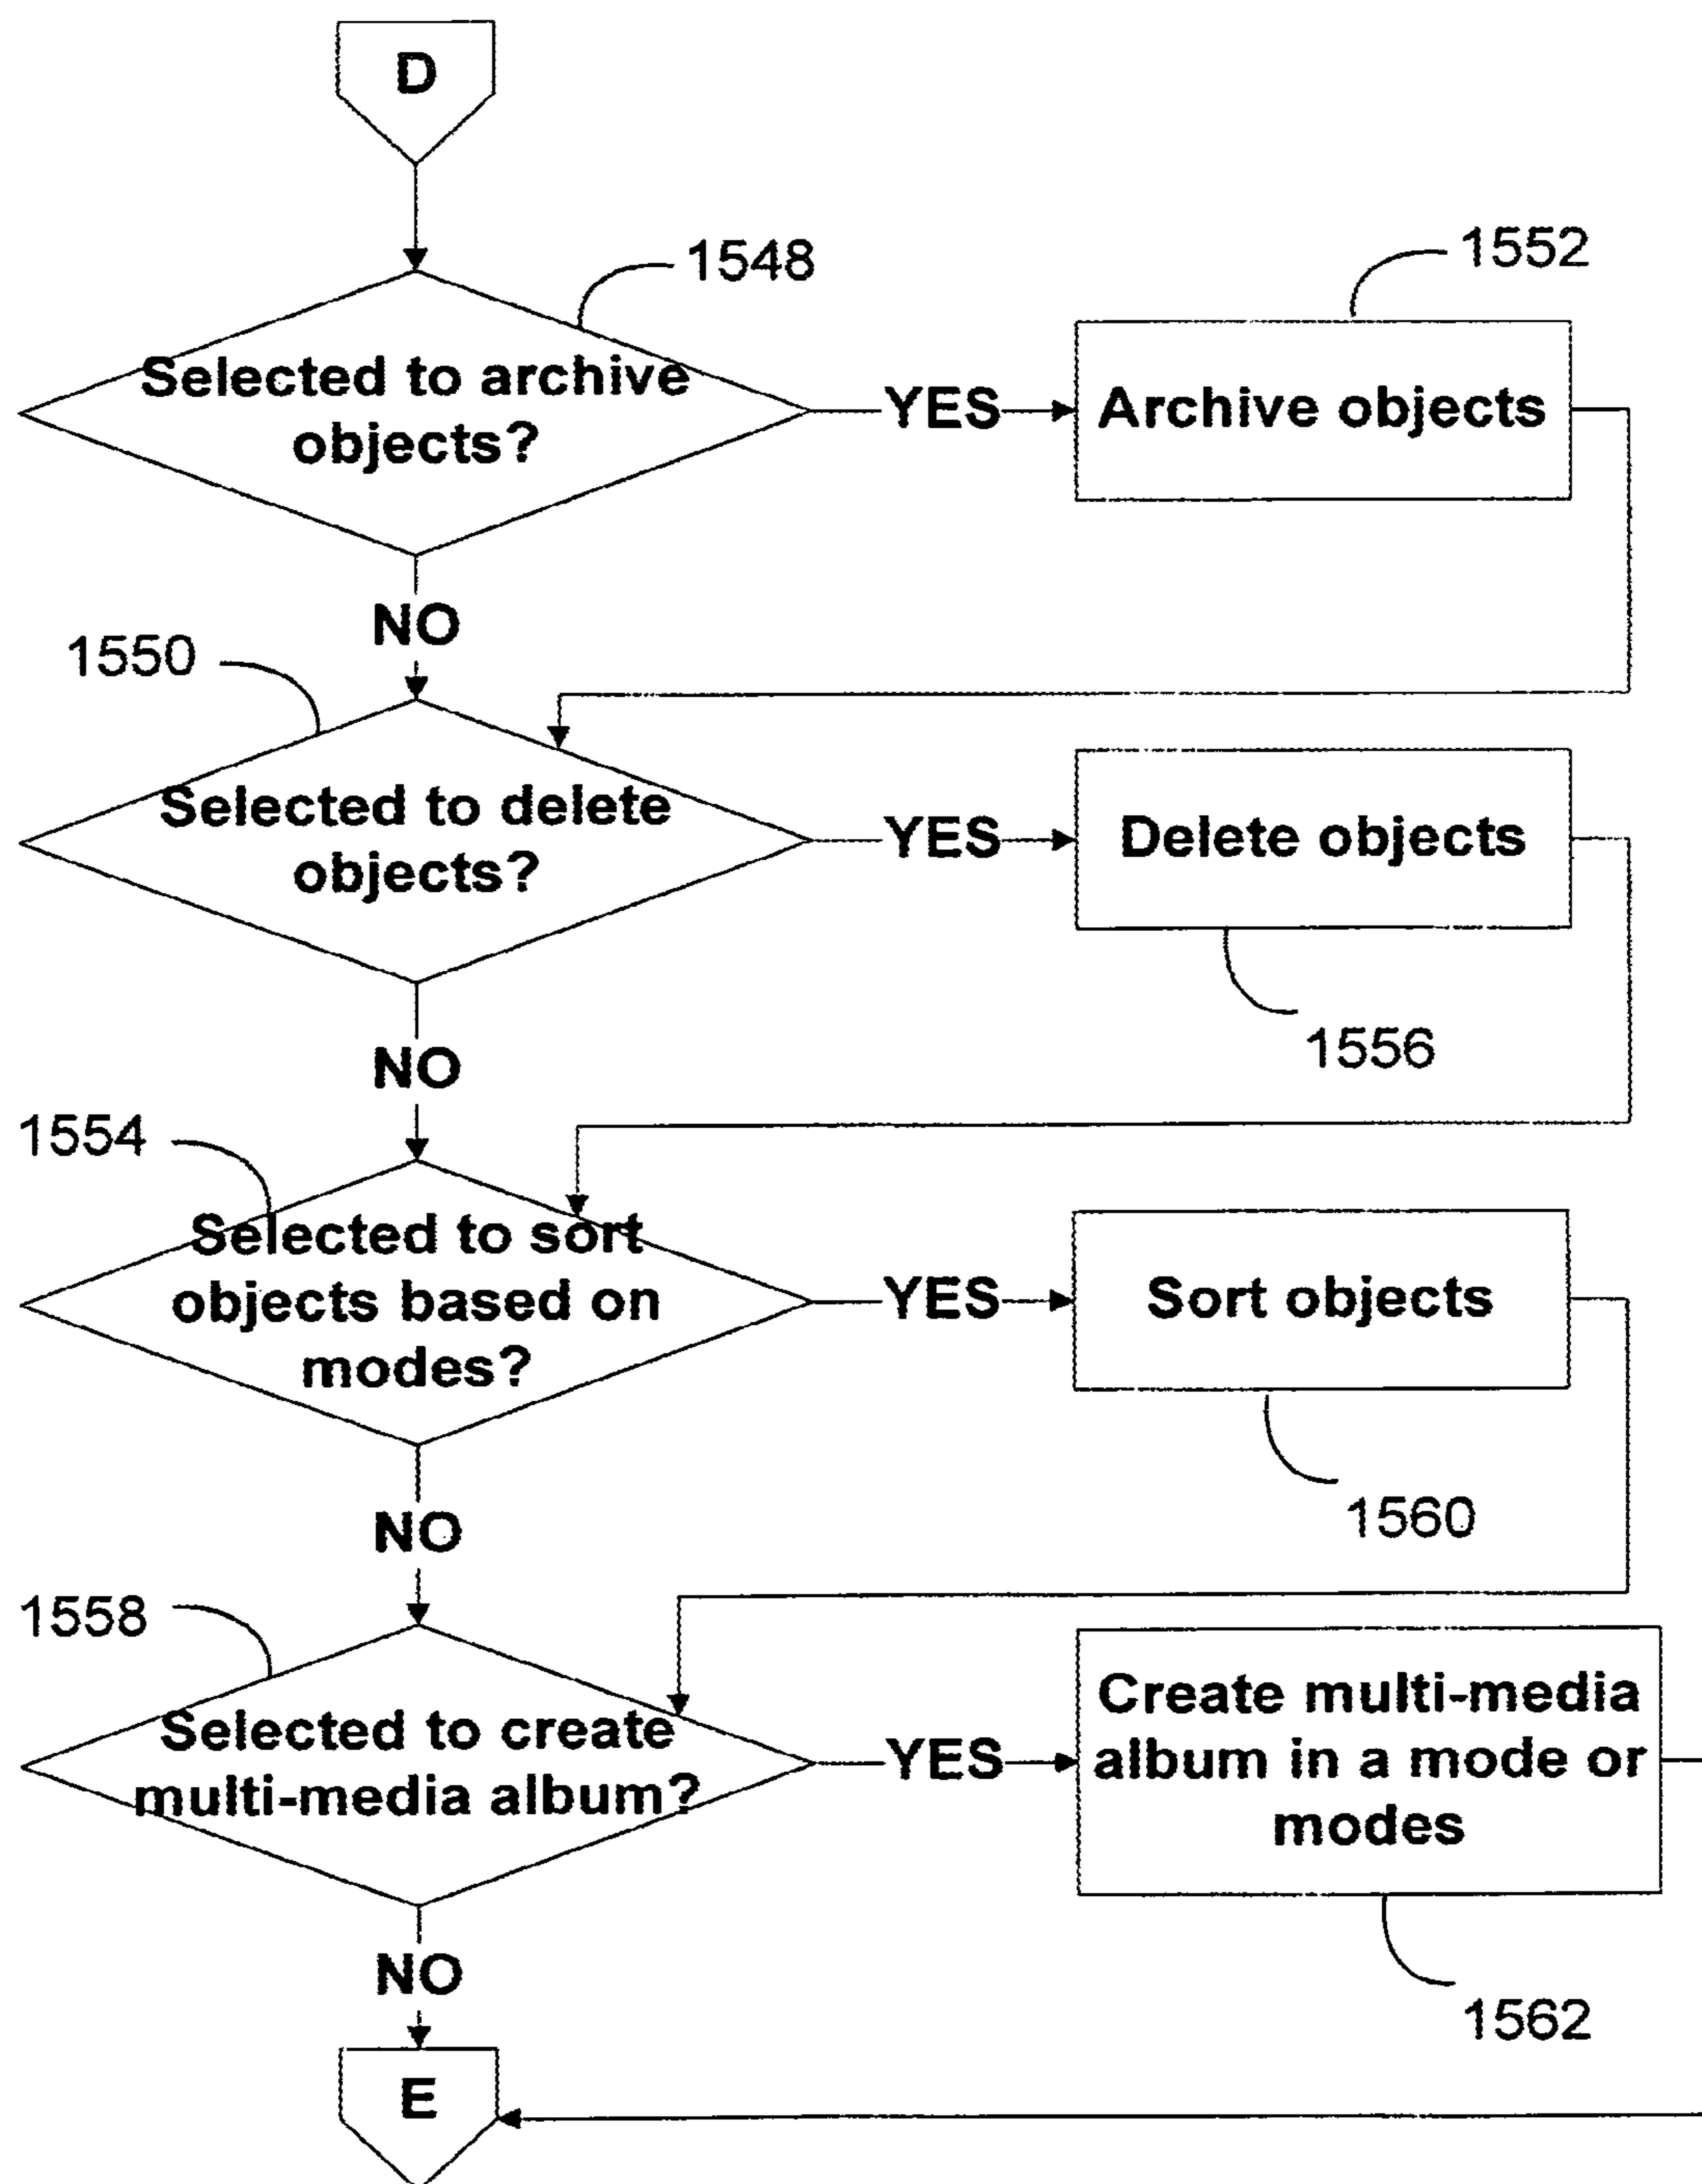 D
1548
1552
Selected to archive
objects?
YES
Archive objects
NO
1550
Selected to delete
objects?
YES
Delete objects
1556
NO
1554
Selected to sort
objects based on
modes?
YES
Sort objects
1560
NO
1558
Selected to create
multi-media album?
YES
Create multi-media
album in a mode or
modes
1562
NO
E